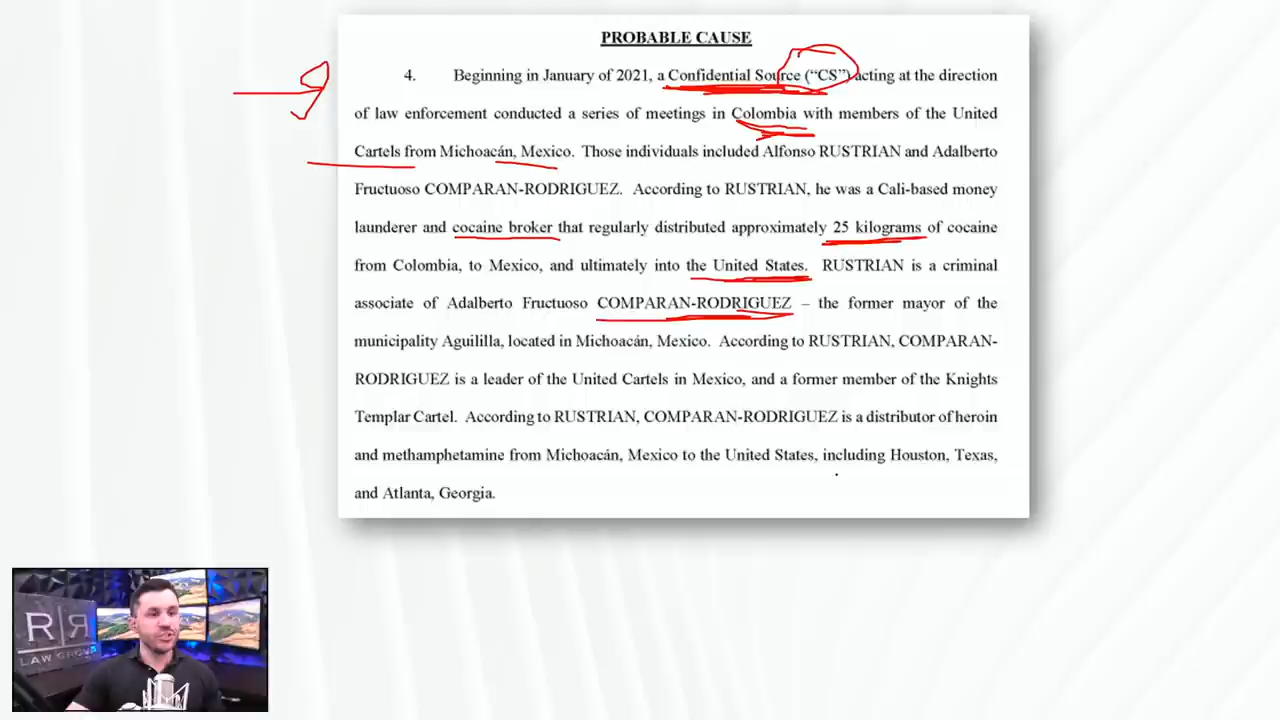 PROBABLE CAUSE
4. Beginning in January of 2021, a Confidential Source ("CS") acting at the direction
of law enforcement conducted a series of meetings in Colombia with members of the United
Cartels from Michoacán, Mexico. Those individuals included Alfonso RUSTRIAN and Adalberto
Fructuoso COMPARAN-RODRIGUEZ. According to RUSTRIAN, he was a Cali-based money
launderer and cocaine broker that regularly distributed approximately 25 kilograms of cocaine
from Colombia, to Mexico, and ultimately into the United States. RUSTRIAN is a criminal
associate of Adalberto Fructuoso COMPARAN-RODRIGUEZ – the former mayor of the
municipality Aguililla, located in Michoacán, Mexico. According to RUSTRIAN, COMPARAN-
RODRIGUEZ is a leader of the United Cartels in Mexico, and a former member of the Knights
Templar Cartel. According to RUSTRIAN, COMPARAN-RODRIGUEZ is a distributor of heroin
and methamphetamine from Michoacán, Mexico to the United States, including Houston, Texas,
and Atlanta, Georgia.
R|R
LAW GROUP